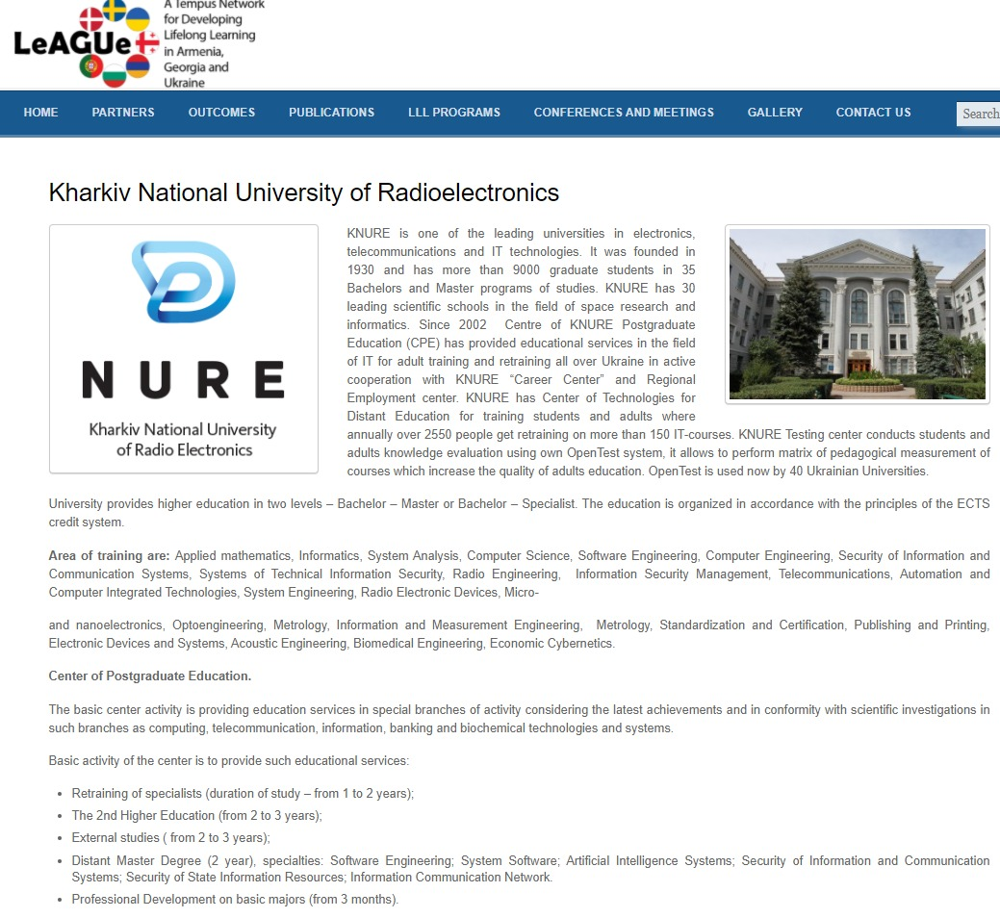 LeAGUe
A Tempus Network
for Developing
Lifelong Learning
in Armenia,
Georgia and
Ukraine
HOME PARTNERS OUTCOMES PUBLICATIONS LLL PROGRAMS CONFERENCES AND MEETINGS GALLERY CONTACT US Search
Kharkiv National University of Radioelectronics
NURE
Kharkiv National University
of Radio Electronics
KNURE is one of the leading universities in electronics,
telecommunications and IT technologies. It was founded in
1930 and has more than 9000 graduate students in 35
Bachelors and Master programs of studies. KNURE has 30
leading scientific schools in the field of space research and
informatics. Since 2002 Centre of KNURE Postgraduate
Education (CPE) has provided educational services in the field
of IT for adult training and retraining all over Ukraine in active
cooperation with KNURE “Career Center” and Regional
Employment center. KNURE has Center of Technologies for
Distant Education for training students and adults where
annually over 2550 people get retraining on more than 150 IT-courses. KNURE Testing center conducts students and
adults knowledge evaluation using own OpenTest system, it allows to perform matrix of pedagogical measurement of
courses which increase the quality of adults education. OpenTest is used now by 40 Ukrainian Universities.
University provides higher education in two levels – Bachelor – Master or Bachelor – Specialist. The education is organized in accordance with the principles of the ECTS
credit system.
Area of training are: Applied mathematics, Informatics, System Analysis, Computer Science, Software Engineering, Computer Engineering, Security of Information and
Communication Systems, Systems of Technical Information Security, Radio Engineering, Information Security Management, Telecommunications, Automation and
Computer Integrated Technologies, System Engineering, Radio Electronic Devices, Micro-
and nanoelectronics, Optoengineering, Metrology, Information and Measurement Engineering, Metrology, Standardization and Certification, Publishing and Printing,
Electronic Devices and Systems, Acoustic Engineering, Biomedical Engineering, Economic Cybernetics.
Center of Postgraduate Education.
The basic center activity is providing education services in special branches of activity considering the latest achievements and in conformity with scientific investigations in
such branches as computing, telecommunication, information, banking and biochemical technologies and systems.
Basic activity of the center is to provide such educational services:
• Retraining of specialists (duration of study – from 1 to 2 years);
• The 2nd Higher Education (from 2 to 3 years);
• External studies ( from 2 to 3 years);
• Distant Master Degree (2 year), specialties: Software Engineering; System Software; Artificial Intelligence Systems; Security of Information and Communication
Systems; Security of State Information Resources; Information Communication Network.
• Professional Development on basic majors (from 3 months).